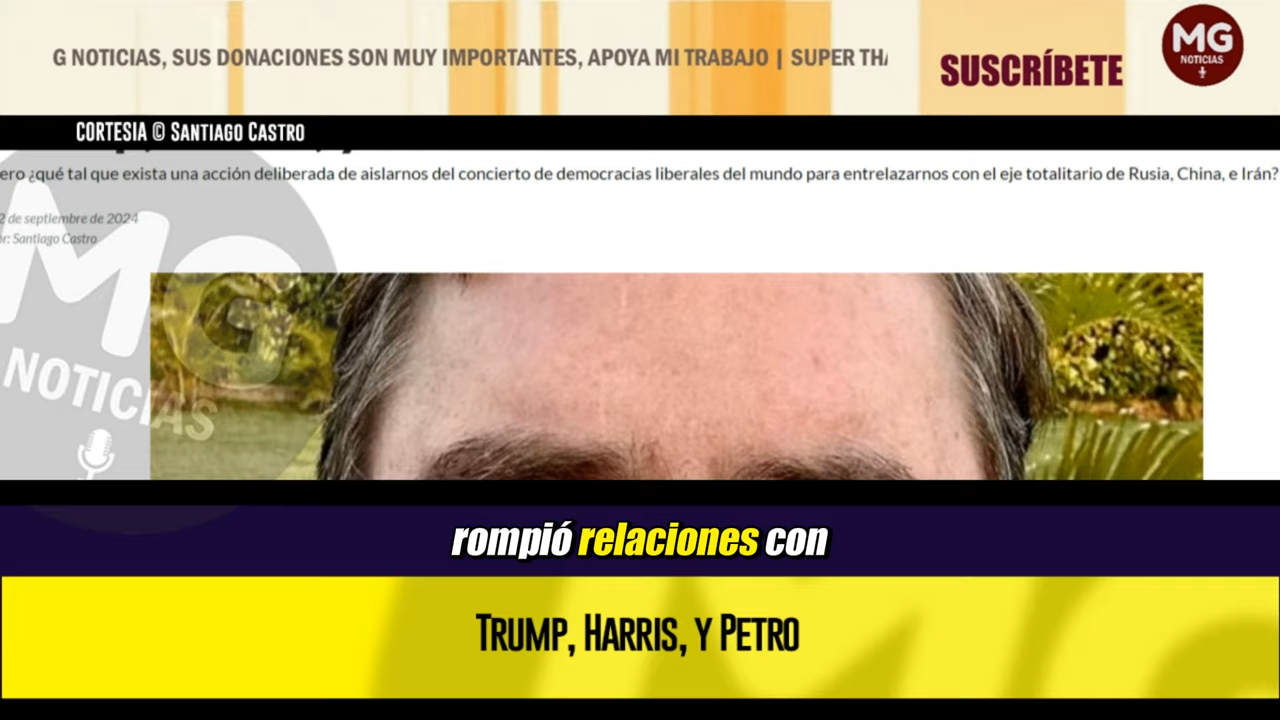 G NOTICIAS, SUS DONACIONES SON MUY IMPORTANTES, APOYA MI TRABAJO | SUPER THA
SUSCRÍBETE
MG
NOTICIAS
CORTESIA © SANTIAGO CASTRO
ero ¿qué tal que exista una acción deliberada de aislarnos del concierto de democracias liberales del mundo para entrelazarnos con el eje totalitario de Rusia, China, e Irán?
2 de septiembre de 2024
or: Santiago Castro
MG
NOTICIAS
rompió relaciones con
TRUMP, HARRIS, Y PETRO